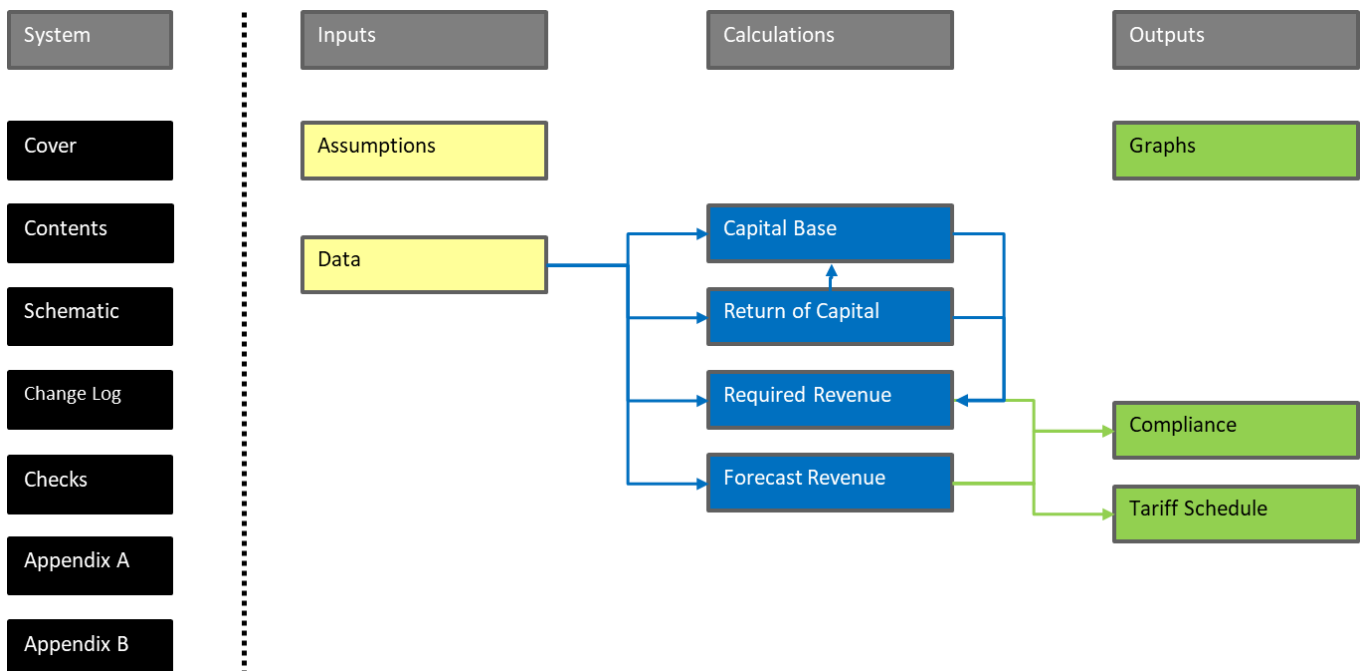 System
Inputs
Calculations
Outputs
Cover
Assumptions
Graphs
Contents
Capital Base
Data
Schematic
Return of Capital
Change Log
Required Revenue
Compliance
Checks
Forecast Revenue
Tariff Schedule
Appendix A
Appendix B